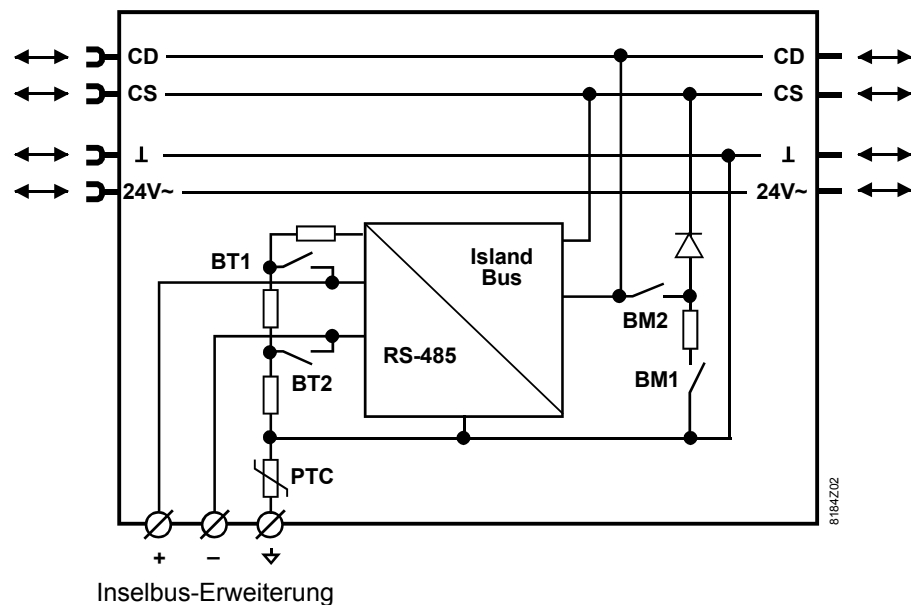 CD CD
CS CS
⊥ ⊥
24V~ 24V~
BT1
Island
Bus
BM2
RS-485
BT2
BM1
PTC
8184Z02
+ −
Inselbus-Erweiterung